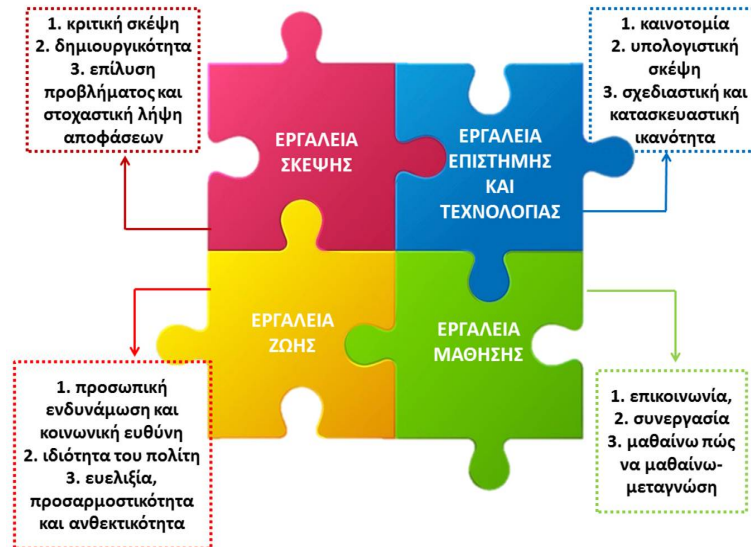 1. κριτική σκέψη
2. δημιουργικότητα
3. επίλυση
προβλήματος και
στοχαστική λήψη
αποφάσεων
ΕΡΓΑΛΕΙΑ
ΣΚΕΨΗΣ
ΕΡΓΑΛΕΙΑ
ΕΠΙΣΤΗΜΗΣ
ΚΑΙ
ΤΕΧΝΟΛΟΓΙΑΣ
1. καινοτομία
2. υπολογιστική
σκέψη
3. σχεδιαστική και
κατασκευαστική
ικανότητα
ΕΡΓΑΛΕΙΑ
ΖΩΗΣ
ΕΡΓΑΛΕΙΑ
ΜΑΘΗΣΗΣ
1. προσωπική
ενδυνάμωση και
κοινωνική ευθύνη
2. ιδιότητα του πολίτη
3. ευελιξία,
προσαρμοστικότητα
και ανθεκτικότητα
1. επικοινωνία,
2. συνεργασία
3. μαθαίνω πώς
να μαθαίνω-
μεταγνώση